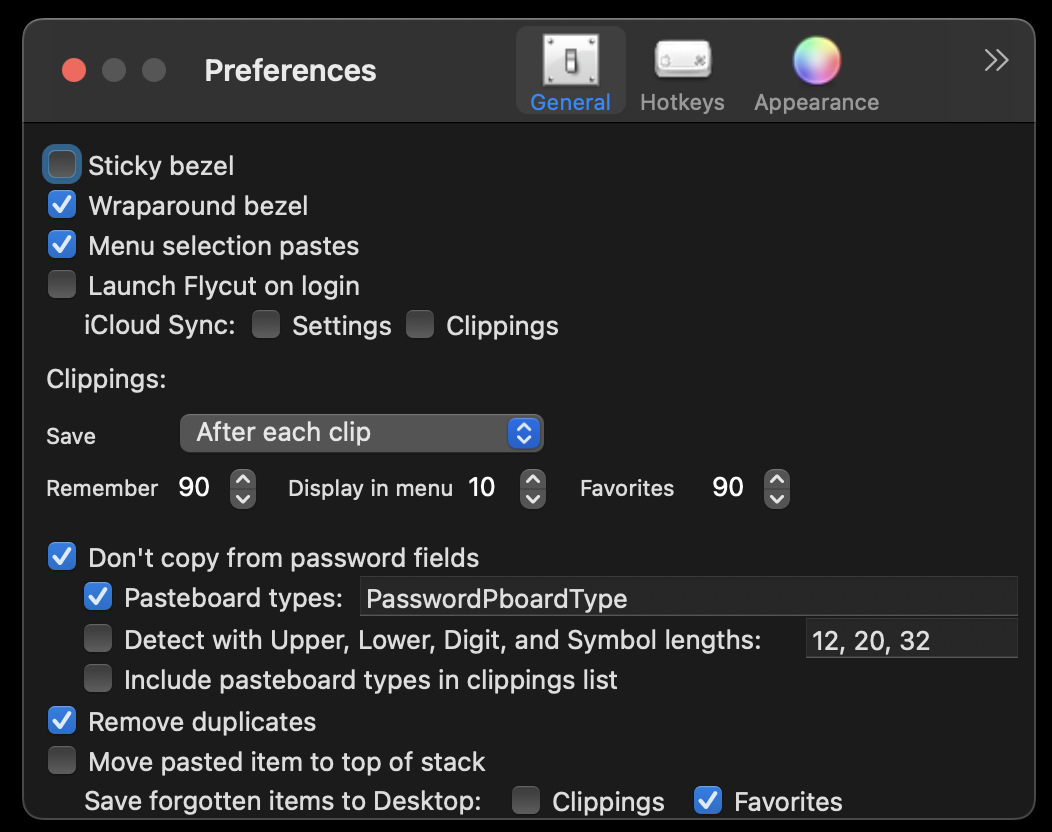 Preferences
General
Hotkeys
Appearance
Sticky bezel
Wraparound bezel
Menu selection pastes
Launch Flycut on login
iCloud Sync: Settings Clippings
Clippings:
Save After each clip
Remember 90 Display in menu 10 Favorites 90
Don't copy from password fields
Pasteboard types: PasswordPboardType
Detect with Upper, Lower, Digit, and Symbol lengths: 12, 20, 32
Include pasteboard types in clippings list
Remove duplicates
Move pasted item to top of stack
Save forgotten items to Desktop: Clippings Favorites